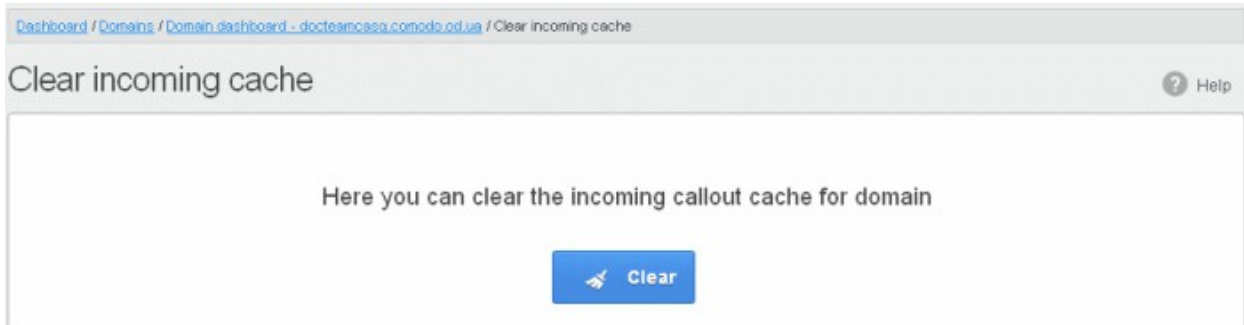 Dashboard / Domains / Domain dashboard - docteamcasg.comodo.od.ua / Clear incoming cache
Clear incoming cache
Help
Here you can clear the incoming callout cache for domain
Clear